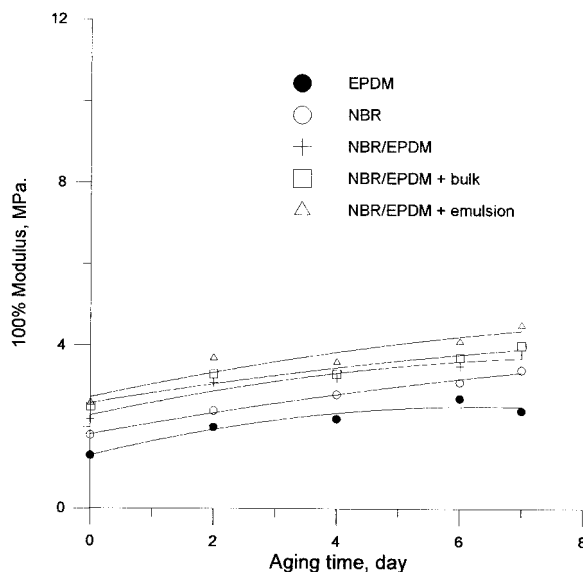 12
8
4
0
100% Modulus, MPa.
EPDM
NBR
NBR/EPDM
NBR/EPDM + bulk
NBR/EPDM + emulsion
0 2 4 6 8
Aging time, day